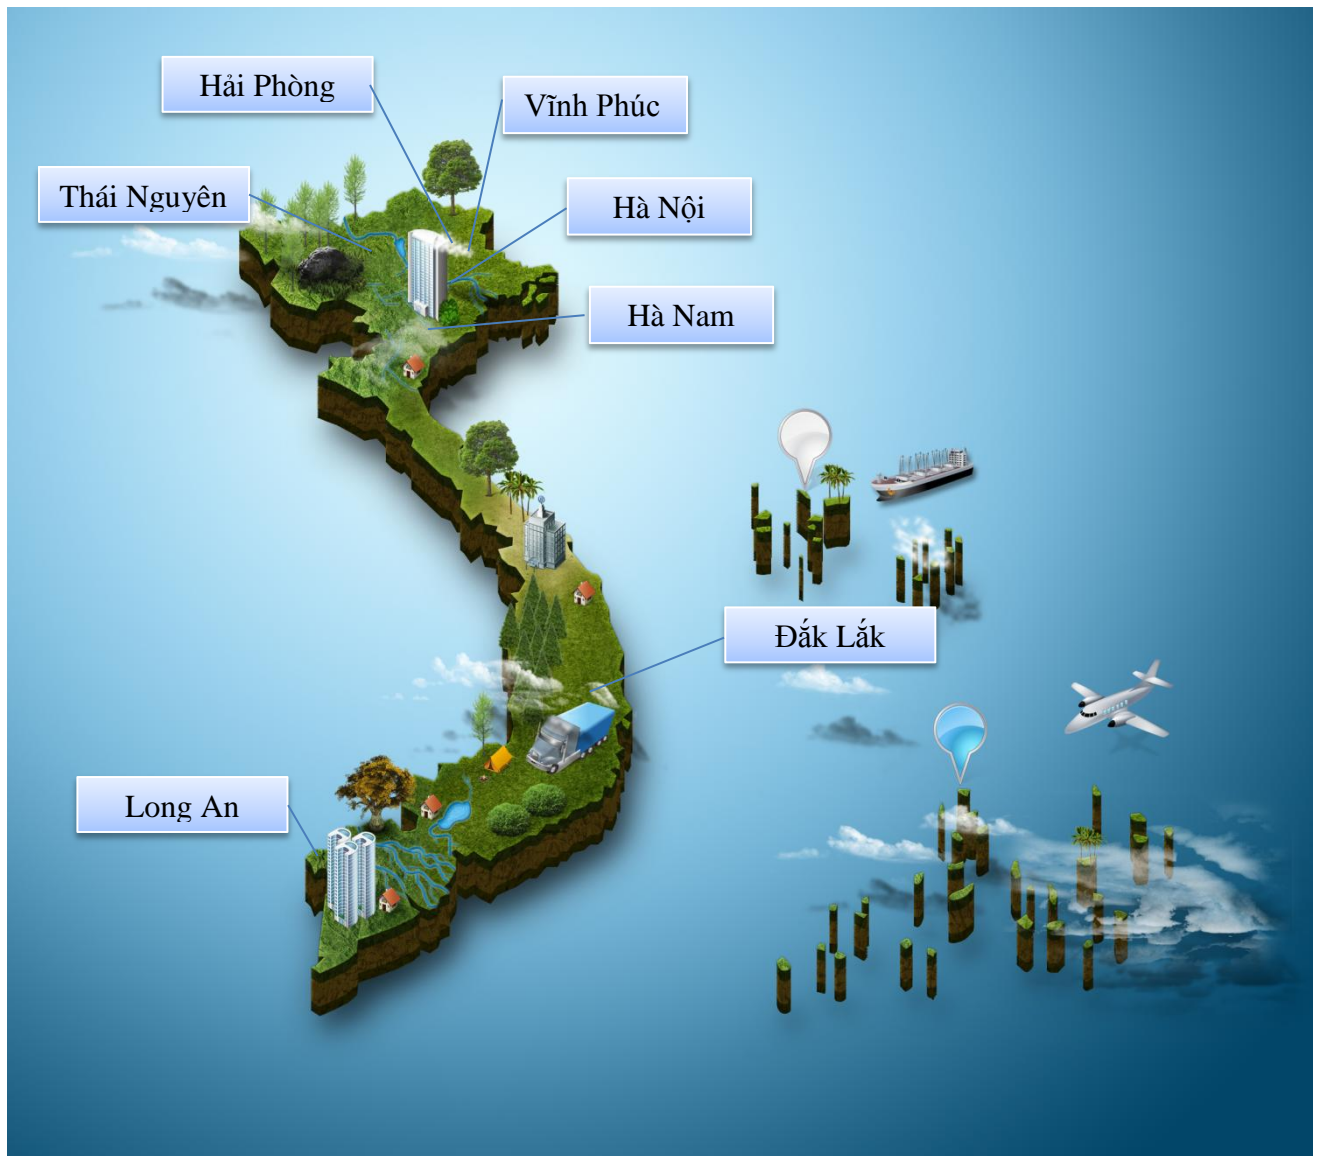 Hải Phòng
Vĩnh Phúc
Thái Nguyên
Hà Nội
Hà Nam
Đắk Lắk
Long An